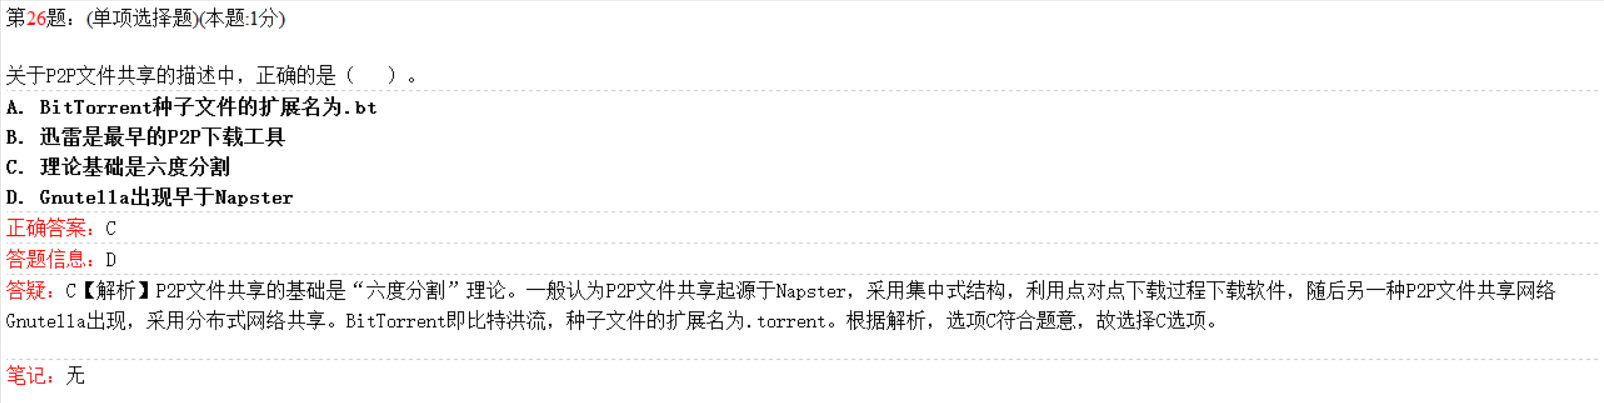 第26题：(单项选择题)(本题:1分)
关于P2P文件共享的描述中，正确的是（  ）。
A. BitTorrent种子文件的扩展名为.bt
B. 迅雷是最早的P2P下载工具
C. 理论基础是六度分割
D. Gnutella出现早于Napster
正确答案：C
答题信息：D
答疑：C【解析】P2P文件共享的基础是“六度分割”理论。一般认为P2P文件共享起源于Napster，采用集中式结构，利用点对点下载过程下载软件，随后另一种P2P文件共享网络
Gnutella出现，采用分布式网络共享。BitTorrent即比特洪流，种子文件的扩展名为.torrent。根据解析，选项C符合题意，故选择C选项。
笔记：无